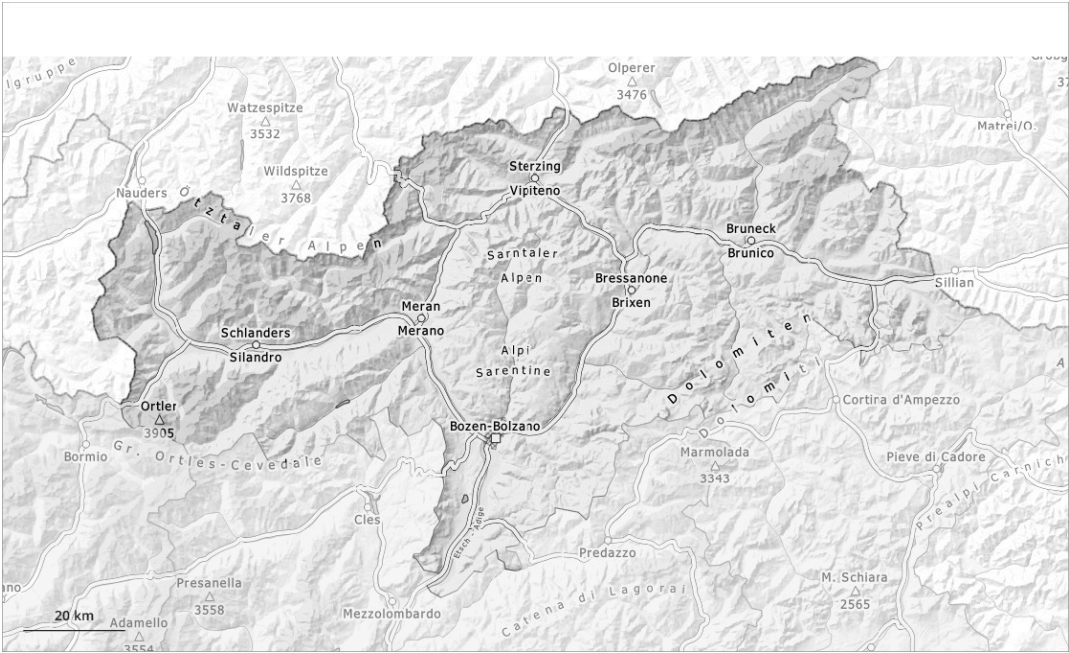 lgruppe
Olperer
3476
Watzespitze
3532
Matrei/O.
Sterzing
Vipiteno
Wildspitze
3768
Nauders
Ötztaler Alpen
Bruneck
Brunico
Sarntaler
Alpen
Bressanone
Brixen
Sillian
Meran
Merano
Schlanders
Silandro
Dolomiten
Alpi
Sarentine
Dolomiti
Ortler
3905
Cortina d'Ampezzo
Bozen-Bolzano
Gr. Ortles-Cevedale
Bormio
Marmolada
3343
Pieve di Cadore
Prealpi Carnich
Cles
Etsch - Adige
Predazzo
ano
Presanella
3558
M. Schiara
2565
Catena di Lagorai
Mezzolombardo
20 km
Adamello
3554